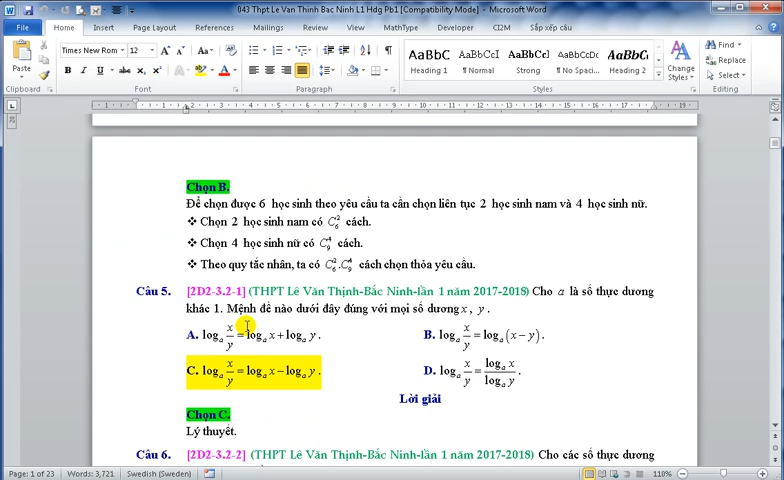 043 Thpt Le Van Thinh Bac Ninh L1 Hdg Pb1 [Compatibility Mode] - Microsoft Word
File Home Insert Page Layout References Mailings Review View MathType Developer CI2M Sắp xếp câu
Times New Rom 12 Aa
Find
AaBbC AaBbCcI AaBbCc AaBbCcDc AaBbCc
Replace
Paste
Heading 1 ¶ Normal Strong ¶ No Spaci... Heading 2 Change Styles
Select
Clipboard Font Paragraph Styles Editing
Chọn B.
Để chọn được 6 học sinh theo yêu cầu ta cần chọn liên tục 2 học sinh nam và 4 học sinh nữ.
❖ Chọn 2 học sinh nam có C₆² cách.
❖ Chọn 4 học sinh nữ có C₉⁴ cách.
❖ Theo quy tắc nhân, ta có C₆².C₉⁴ cách chọn thỏa yêu cầu.
Câu 5. [2D2-3.2-1] (THPT Lê Văn Thịnh-Bắc Ninh-lần 1 năm 2017-2018) Cho a là số thực dương
khác 1. Mệnh đề nào dưới đây đúng với mọi số dương x, y.
A. logₐ x/y = logₐ x + logₐ y. B. logₐ x/y = logₐ (x − y).
C. logₐ x/y = logₐ x − logₐ y. D. logₐ x/y = logₐ x / logₐ y.
Lời giải
Chọn C.
Lý thuyết.
Câu 6. [2D2-3.2-2] (THPT Lê Văn Thịnh-Bắc Ninh-lần 1 năm 2017-2018) Cho các số thực dương
Page: 1 of 23 Words: 3,721 Swedish (Sweden) 110%